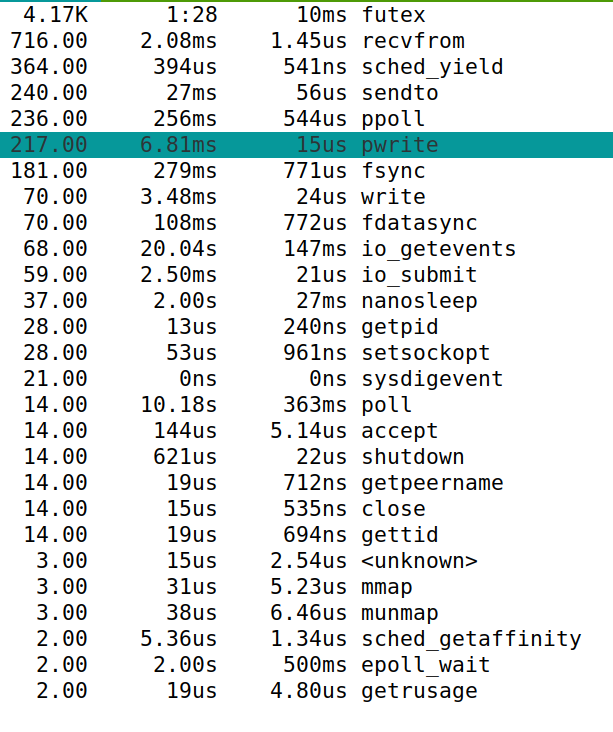 4.17K 1:28 10ms futex
716.00 2.08ms 1.45us recvfrom
364.00 394us 541ns sched_yield
240.00 27ms 56us sendto
236.00 256ms 544us ppoll
217.00 6.81ms 15us pwrite
181.00 279ms 771us fsync
70.00 3.48ms 24us write
70.00 108ms 772us fdatasync
68.00 20.04s 147ms io_getevents
59.00 2.50ms 21us io_submit
37.00 2.00s 27ms nanosleep
28.00 13us 240ns getpid
28.00 53us 961ns setsockopt
21.00 0ns 0ns sysdigevent
14.00 10.18s 363ms poll
14.00 144us 5.14us accept
14.00 621us 22us shutdown
14.00 19us 712ns getpeername
14.00 15us 535ns close
14.00 19us 694ns gettid
3.00 15us 2.54us <unknown>
3.00 31us 5.23us mmap
3.00 38us 6.46us munmap
2.00 5.36us 1.34us sched_getaffinity
2.00 2.00s 500ms epoll_wait
2.00 19us 4.80us getrusage